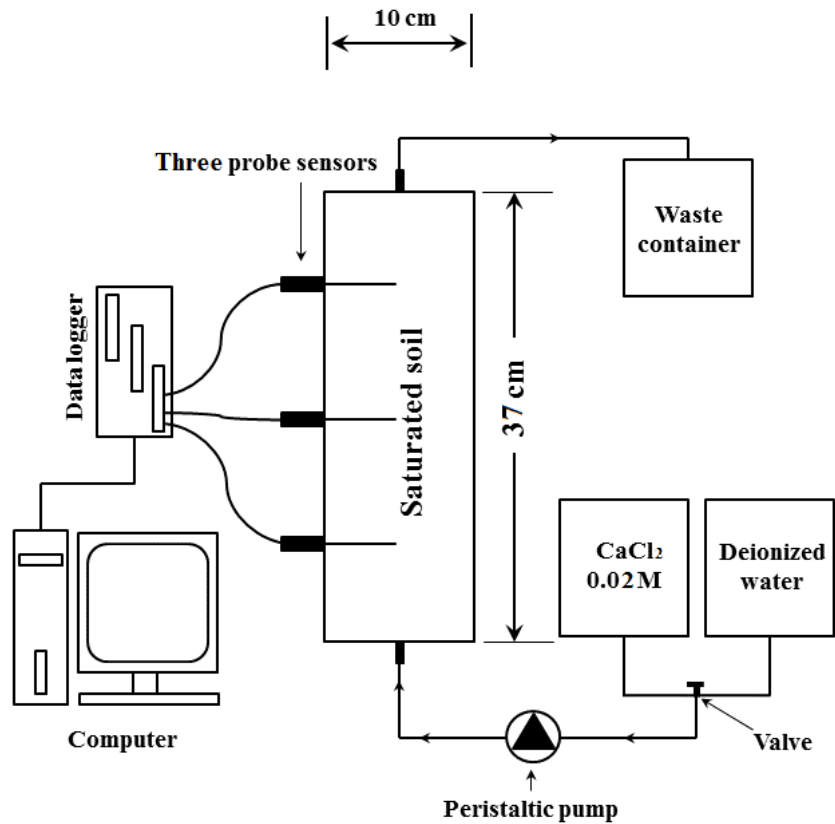 10 cm
Three probe sensors
Waste
container
Data logger
Saturated soil
37 cm
CaCl₂
0.02M
Deionized
water
Computer
Valve
Peristaltic pump